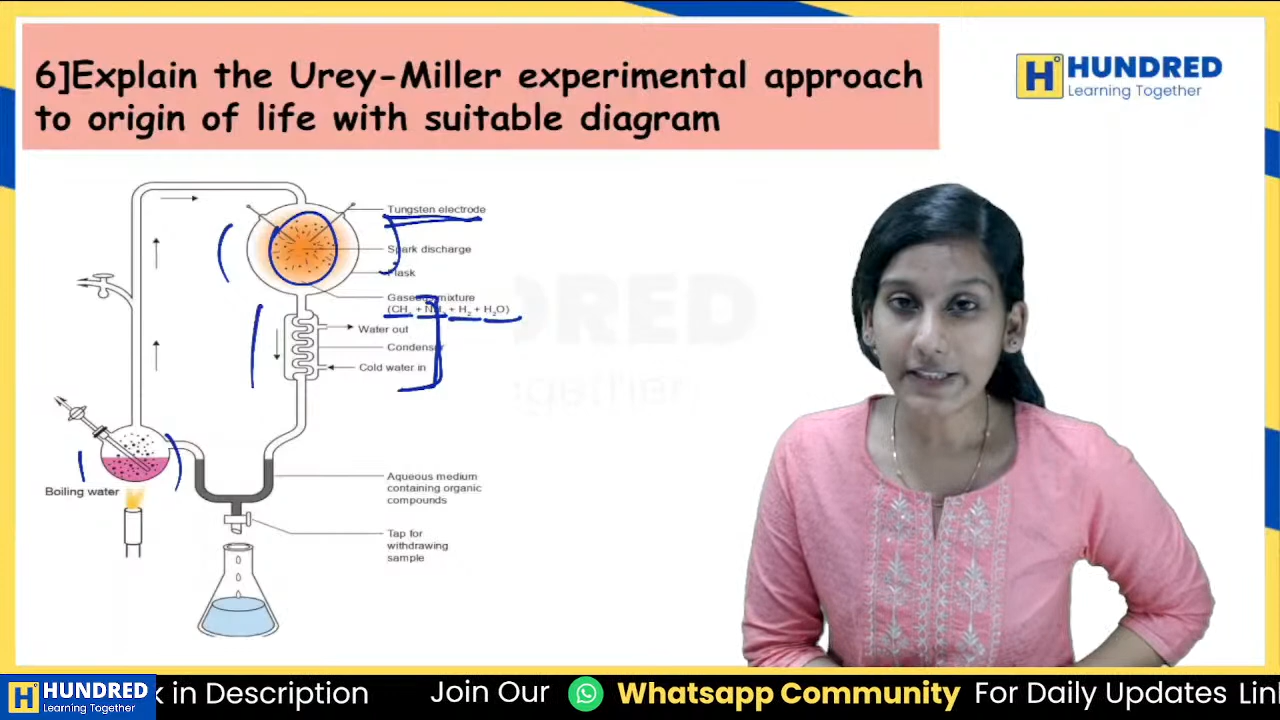 6]Explain the Urey-Miller experimental approach
to origin of life with suitable diagram
HUNDRED
Learning Together
Tungsten electrode
Spark discharge
Flask
Gaseous mixture
(CH₄ + NH₃ + H₂ + H₂O)
Water out
Condenser
Cold water in
Boiling water
Aqueous medium
containing organic
compounds
Tap for
withdrawing
sample
HUNDRED
Learning Together
k in Description Join Our Whatsapp Community For Daily Updates Lin